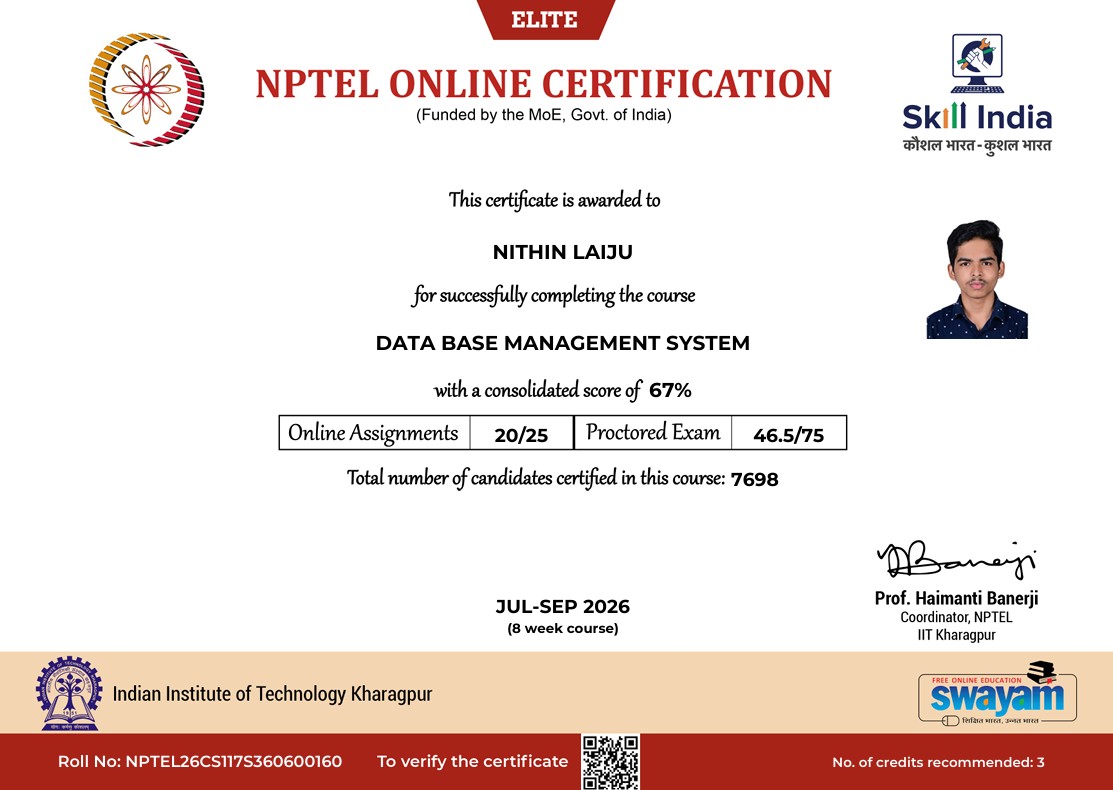 ELITE
NPTEL ONLINE CERTIFICATION
(Funded by the MoE, Govt. of India)
Skill India
कौशल भारत - कुशल भारत
This certificate is awarded to
NITHIN LAIJU
for successfully completing the course
DATA BASE MANAGEMENT SYSTEM
with a consolidated score of 67%
Online Assignments 20/25 Proctored Exam 46.5/75
Total number of candidates certified in this course: 7698
JUL-SEP 2026
(8 week course)
Prof. Haimanti Banerji
Coordinator, NPTEL
IIT Kharagpur
Indian Institute of Technology Kharagpur
FREE ONLINE EDUCATION
swayam
शिक्षित भारत, उन्नत भारत
Roll No: NPTEL26CS117S360600160 To verify the certificate No. of credits recommended: 3